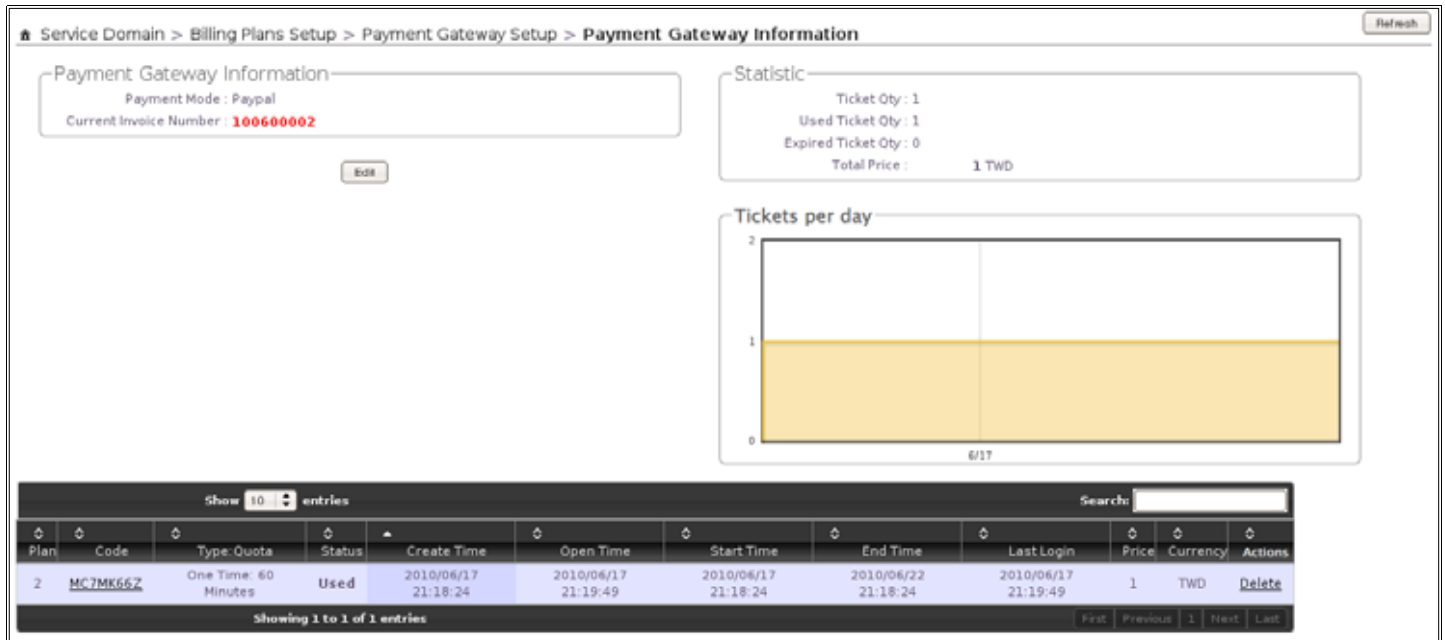 Refresh
Service Domain > Billing Plans Setup > Payment Gateway Setup > Payment Gateway Information
Payment Gateway Information
Payment Mode : Paypal
Current Invoice Number : 100600002
Edit
Statistic
Ticket Qty : 1
Used Ticket Qty : 1
Expired Ticket Qty : 0
Total Price : 1 TWD
Tickets per day
2
1
0
6/17
Show 10 entries Search:
Plan Code Type:Quota Status Create Time Open Time Start Time End Time Last Login Price Currency Actions
2 MC7MK66Z One Time: 60 Minutes Used 2010/06/17 21:18:24 2010/06/17 21:19:49 2010/06/17 21:18:24 2010/06/22 21:18:24 2010/06/17 21:19:49 1 TWD Delete
Showing 1 to 1 of 1 entries First Previous 1 Next Last